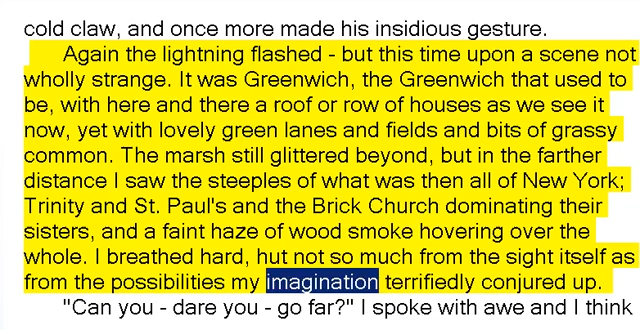 cold claw, and once more made his insidious gesture.
Again the lightning flashed - but this time upon a scene not
wholly strange. It was Greenwich, the Greenwich that used to
be, with here and there a roof or row of houses as we see it
now, yet with lovely green lanes and fields and bits of grassy
common. The marsh still glittered beyond, but in the farther
distance I saw the steeples of what was then all of New York;
Trinity and St. Paul's and the Brick Church dominating their
sisters, and a faint haze of wood smoke hovering over the
whole. I breathed hard, hut not so much from the sight itself as
from the possibilities my imagination terrifiedly conjured up.
"Can you - dare you - go far?" I spoke with awe and I think